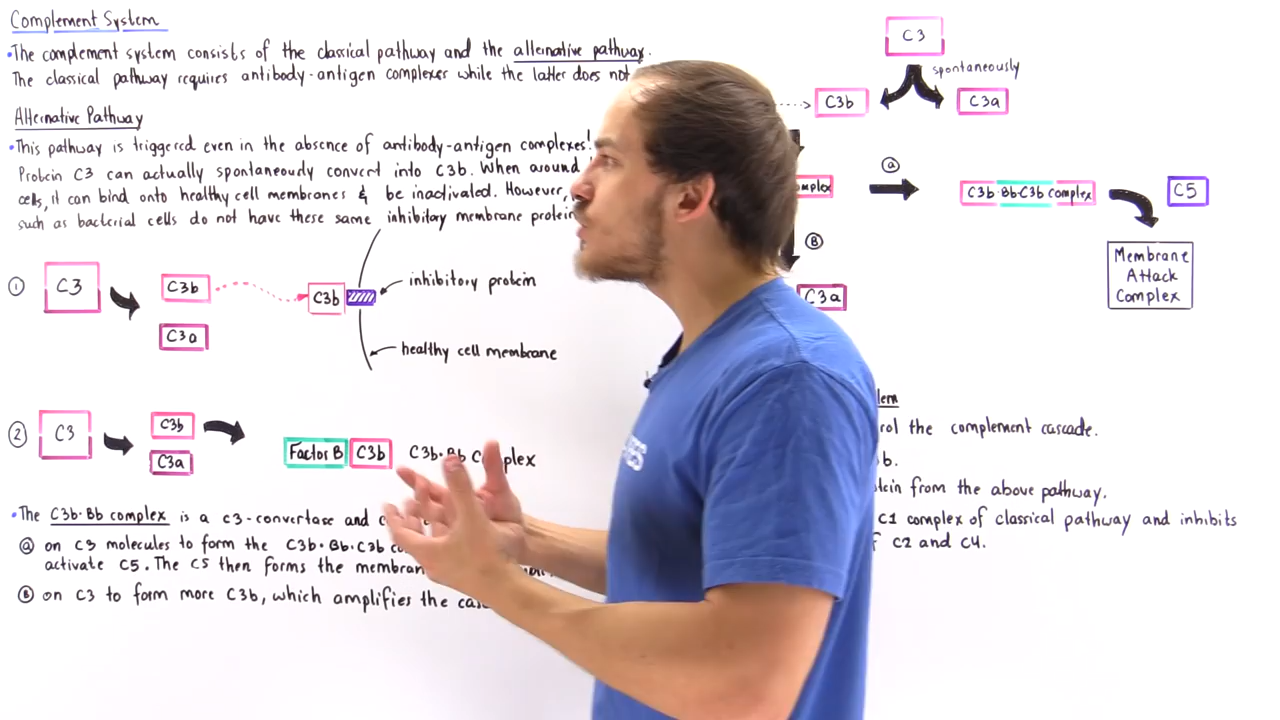 Complement System
•The complement system consists of the classical pathway and the alternative pathway.
The classical pathway requires antibody-antigen complexes while the latter does not
Alternative Pathway
•This pathway is triggered even in the absence of antibody-antigen complexes!
Protein C3 can actually spontaneously convert into C3b. When around
cells, it can bind onto healthy cell membranes & be inactivated. However,
such as bacterial cells do not have these same inhibitory membrane protein
① C3
C3b
C3a
C3b
inhibitory protein
healthy cell membrane
② C3
C3b
C3a
Factor B C3b
C3b·Bb
•The C3b·Bb complex is a C3-convertase and
ⓐ on C3 molecules to form the C3b·Bb·C3b
activate C5. The C5 then forms the
Ⓑ on C3 to form more C3b, which amplifies the
C3
spontaneously
C3b
C3a
ⓐ
C3b·Bb·C3b complex
C5
Membrane
Attack
Complex
Ⓑ
C3a
the complement cascade.
from the above pathway.
C1 complex of classical pathway and inhibits
C2 and C4.